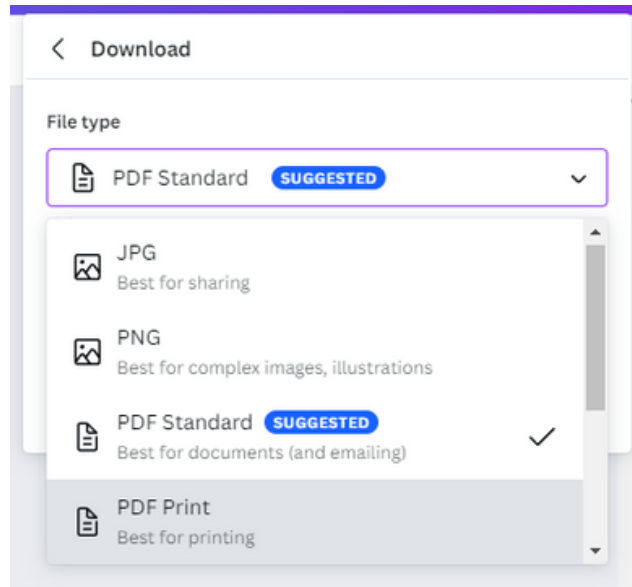 Download
File type
PDF Standard SUGGESTED
JPG
Best for sharing
PNG
Best for complex images, illustrations
PDF Standard SUGGESTED
Best for documents (and emailing)
PDF Print
Best for printing